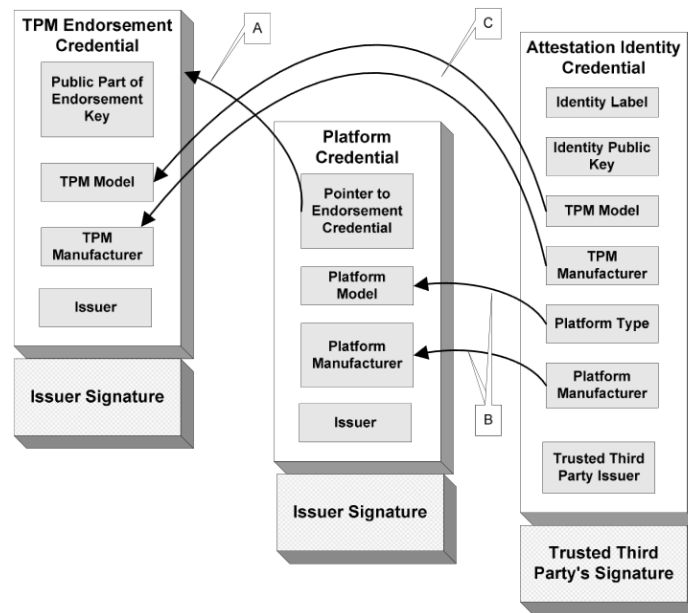 TPM Endorsement
Credential
Public Part of
Endorsement
Key
TPM Model
TPM
Manufacturer
Issuer
Issuer Signature
A
Platform
Credential
Pointer to
Endorsement
Credential
Platform
Model
Platform
Manufacturer
Issuer
Issuer Signature
C
B
Attestation Identity
Credential
Identity Label
Identity Public
Key
TPM Model
TPM
Manufacturer
Platform Type
Platform
Manufacturer
Trusted Third
Party Issuer
Trusted Third
Party's Signature